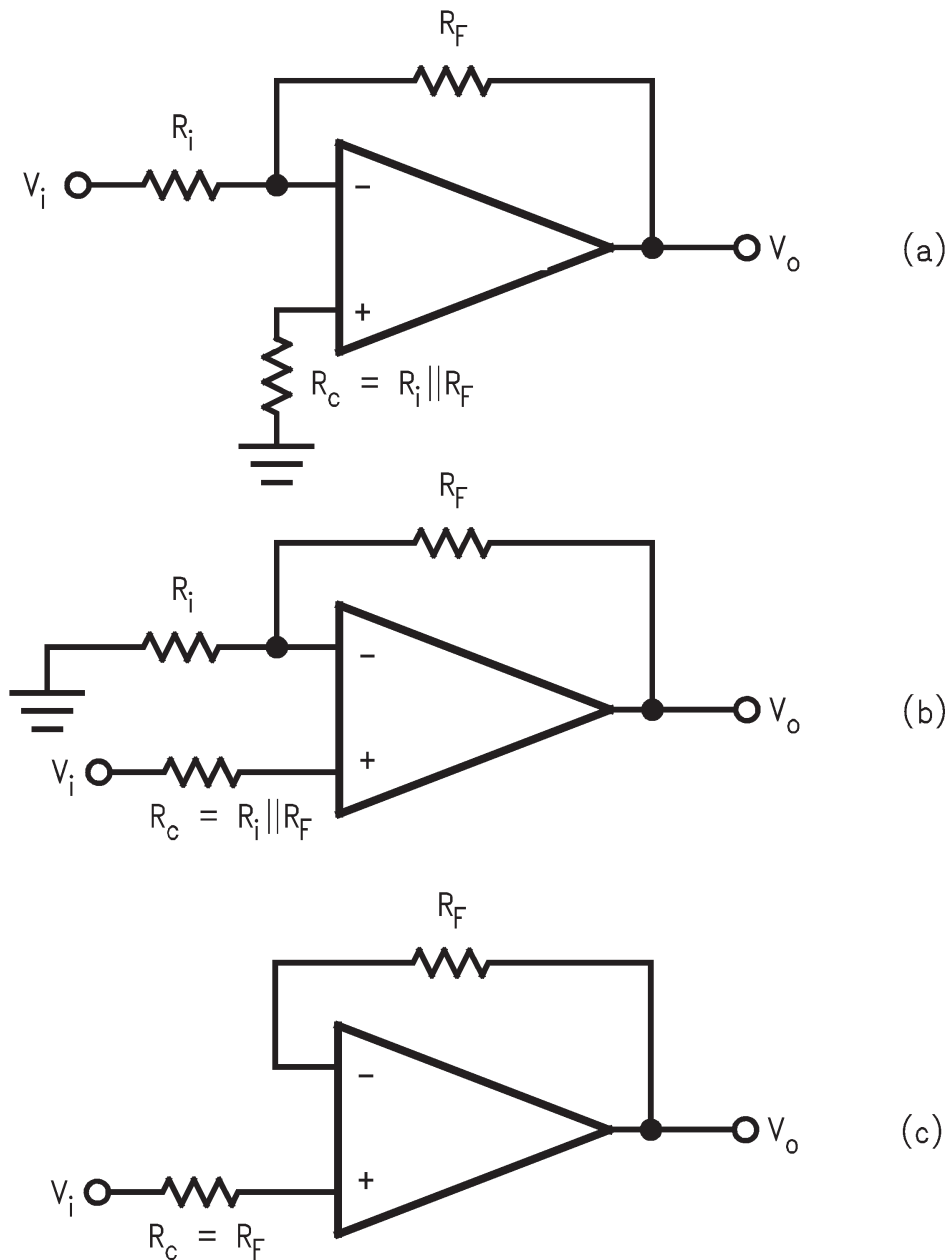 R_F
R_i
V_i
−
V_o
(a)
+
R_c = R_i||R_F
R_F
R_i
−
V_o
(b)
+
V_i
R_c = R_i||R_F
R_F
−
V_o
(c)
+
V_i
R_c = R_F